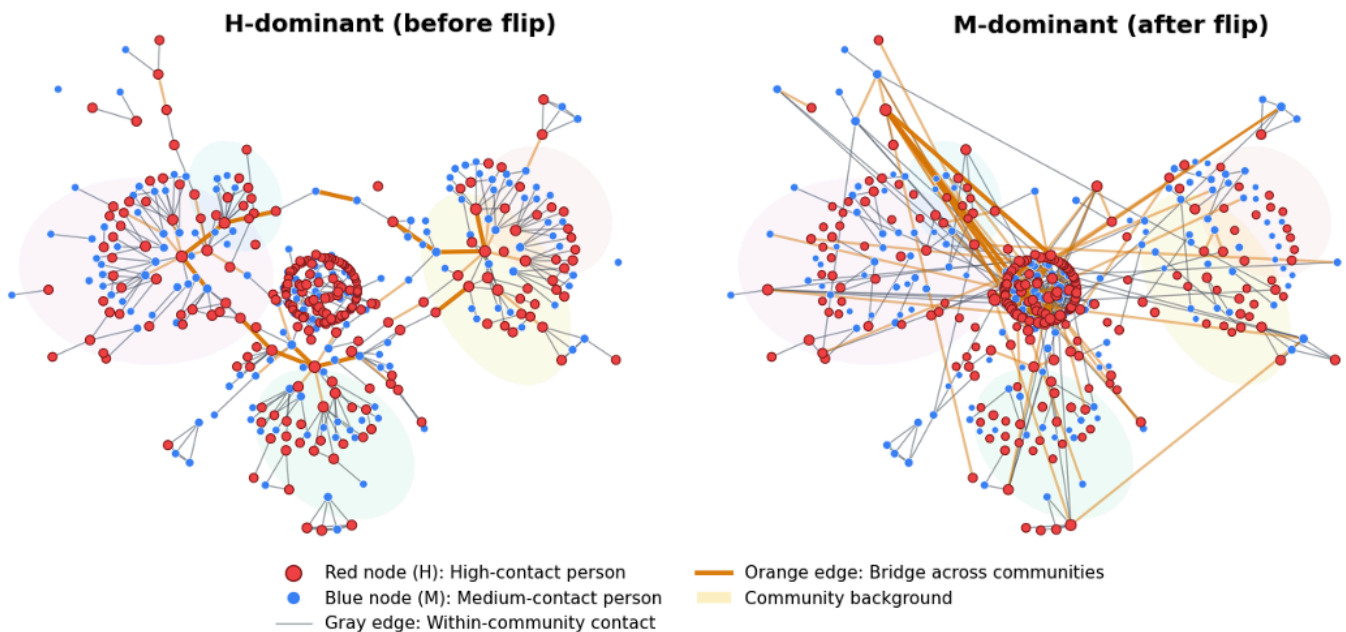 H-dominant (before flip)
M-dominant (after flip)
Red node (H): High-contact person
Blue node (M): Medium-contact person
Gray edge: Within-community contact
Orange edge: Bridge across communities
Community background